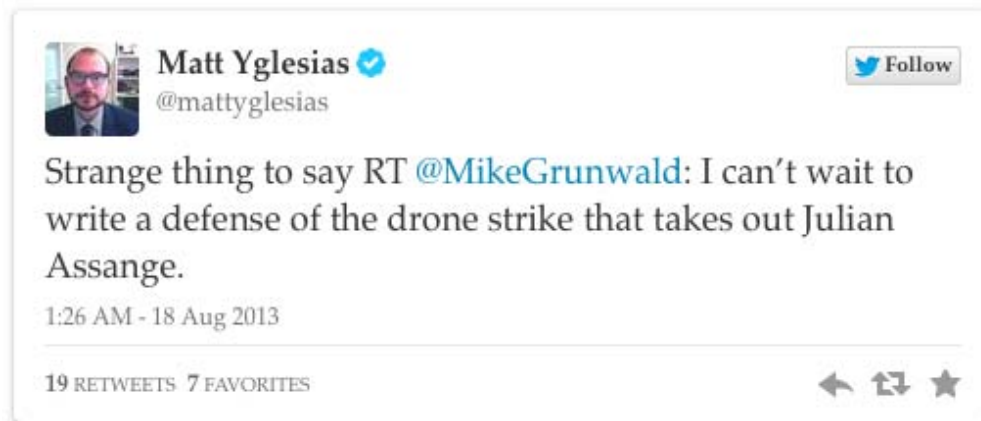 Matt Yglesias
Follow
@mattyglesias
Strange thing to say RT @MikeGrunwald: I can’t wait to
write a defense of the drone strike that takes out Julian
Assange.
1:26 AM - 18 Aug 2013
19 RETWEETS 7 FAVORITES